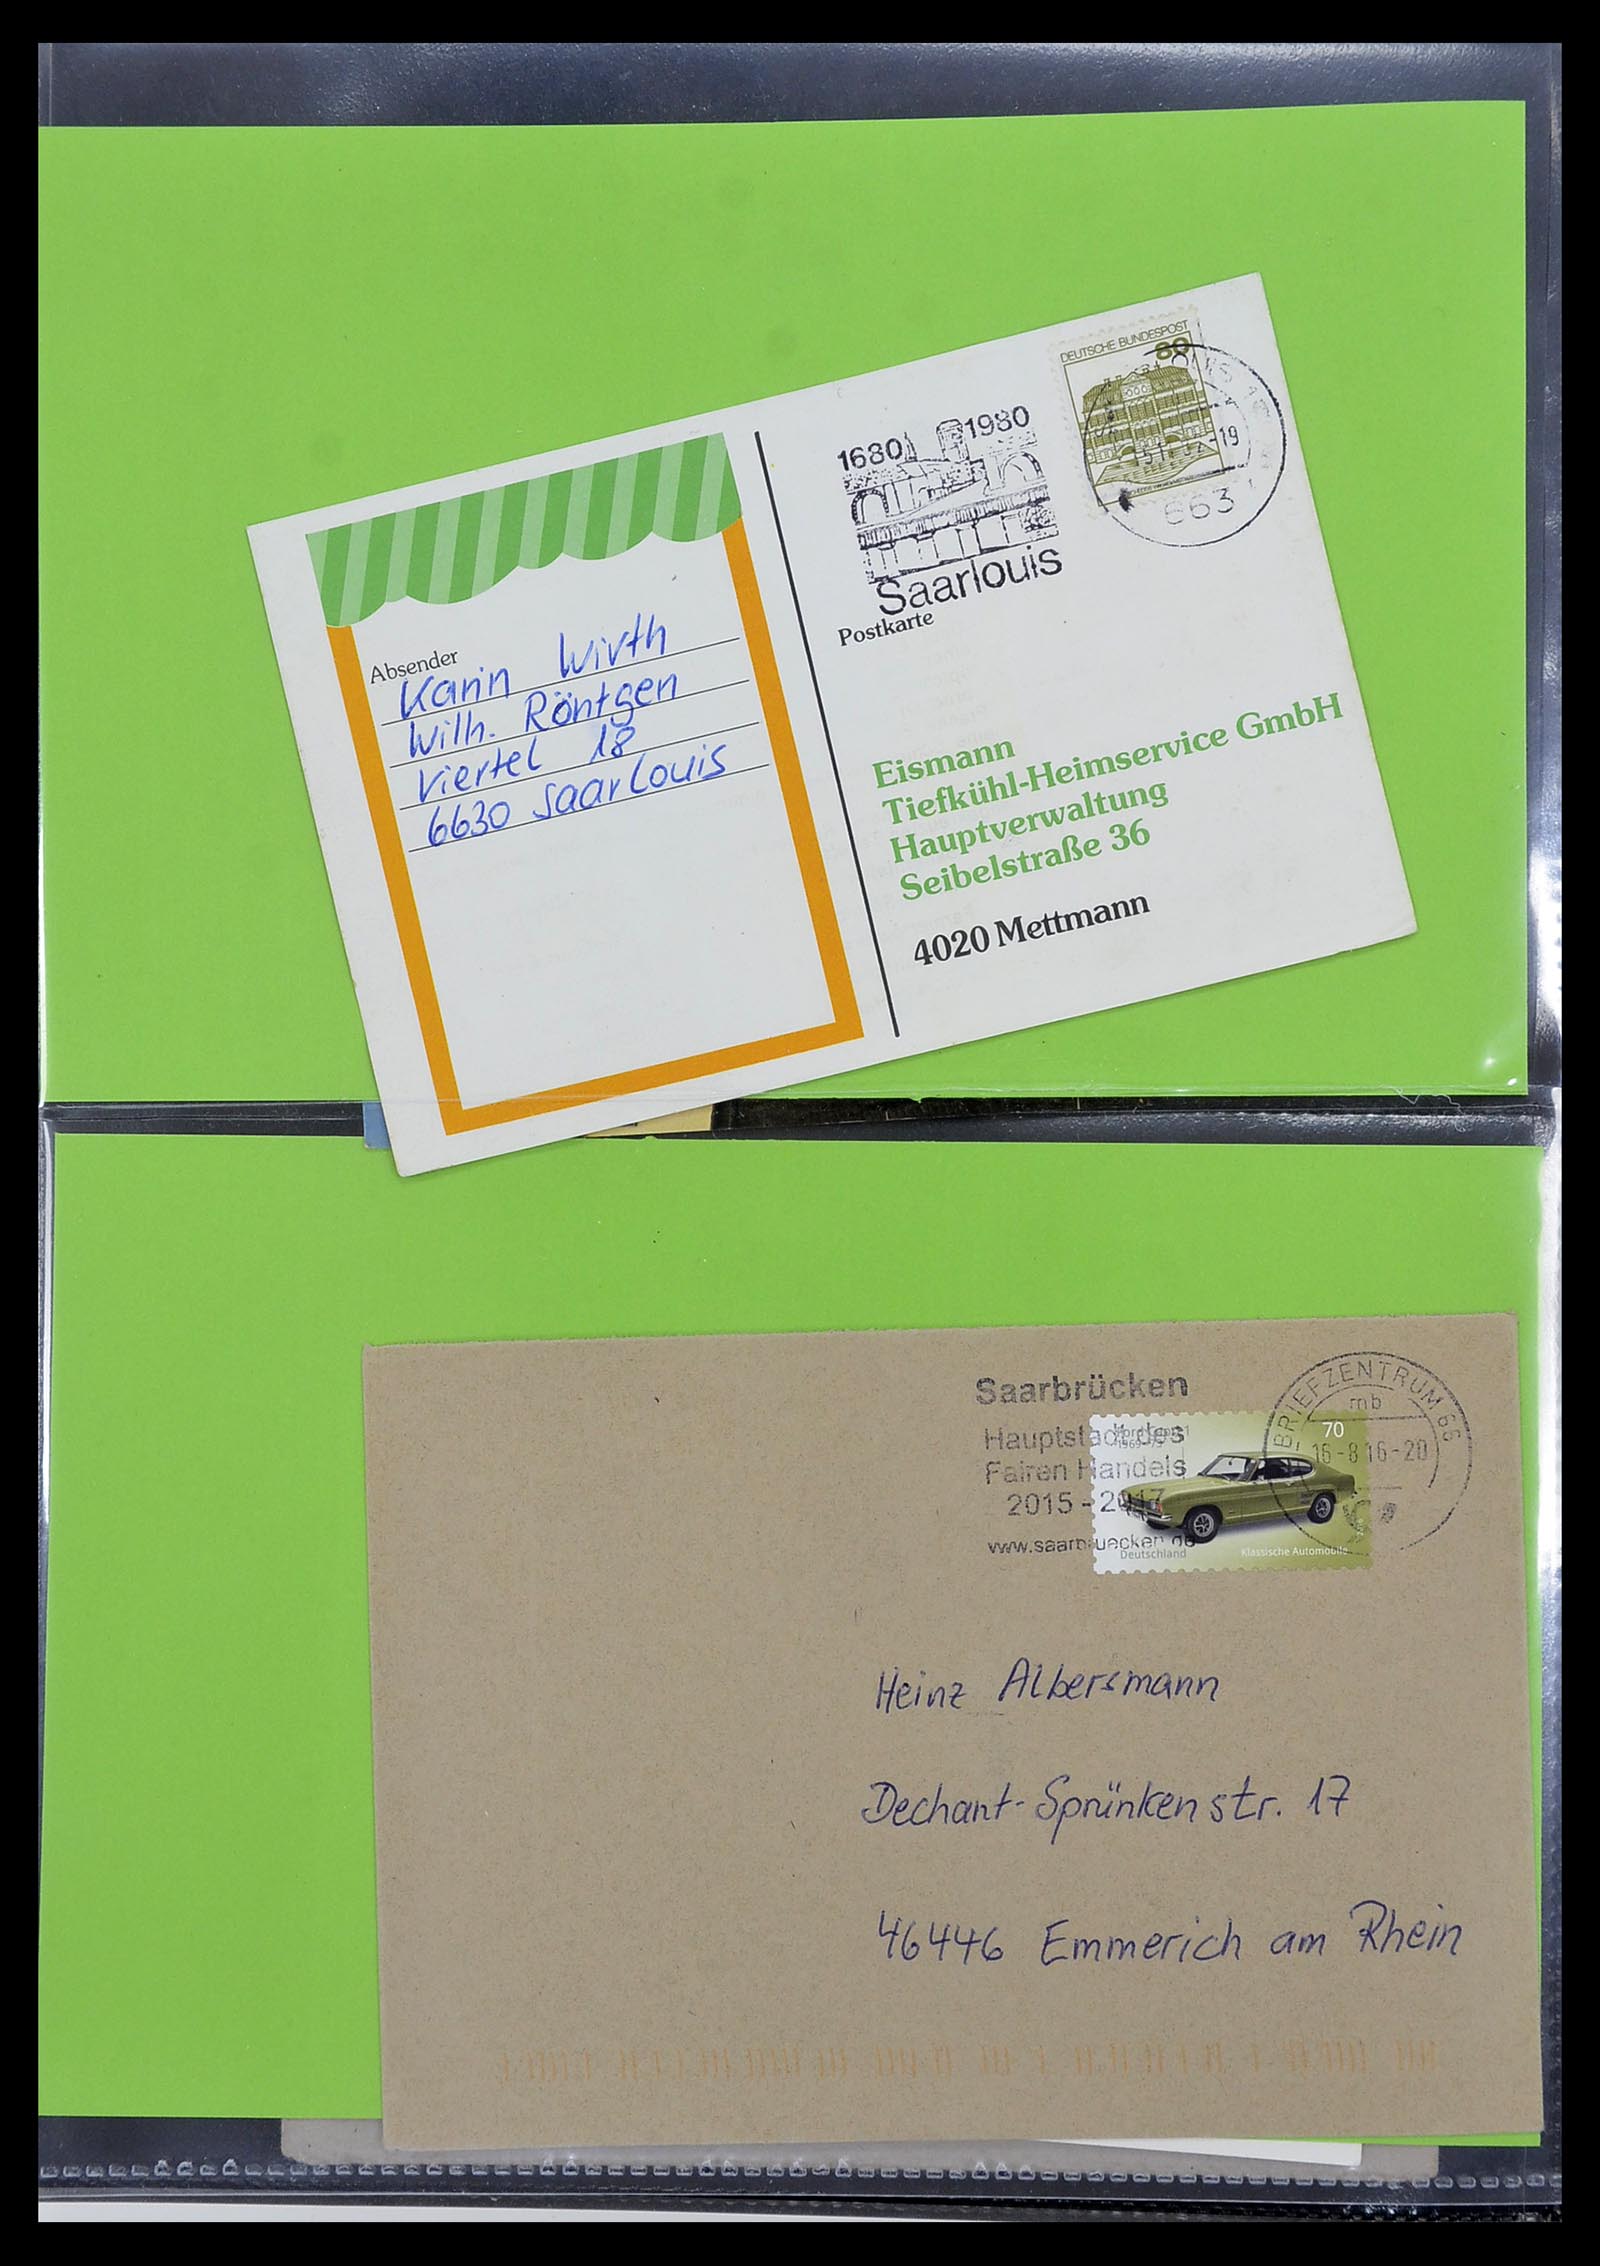 DEUTSCHE BUNDESPOST
80
1680 1980
Saarlouis
19
663
Postkarte
Absender
Karin Wirth
Wilh. Röntgen
Viertel 18
6630 Saarlouis
Eismann
Tiefkühl-Heimservice GmbH
Hauptverwaltung
Seibelstraße 36
4020 Mettmann
Saarbrücken
Hauptstadt des
Fairen Handels
2015 - 2017
www.saarbruecken.de
BRIEFZENTRUM 66
mb
16-8 16-20
70
Deutschland
Klassische Automobile
Heinz Albersmann
Dechant-Sprünkenstr. 17
46446 Emmerich am Rhein